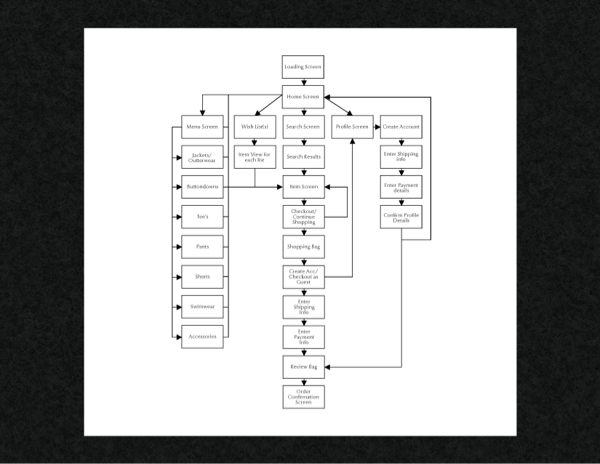 Loading Screen
Home Screen
Menu Screen
Wish List(s)
Search Screen
Profile Screen
Create Account
Jackets/
Outterwear
Item View for
each list
Search Results
Enter Shipping
info
Buttondowns
Item Screen
Enter Payment
details
Tee's
Checkout/
Continue
Shopping
Confirm Profile
Details
Pants
Shopping Bag
Shorts
Create Acc/
Checkout as
Guest
Swimwear
Enter
Shipping
Info
Accessories
Enter
Payment
Info
Review Bag
Order
Confirmation
Screen